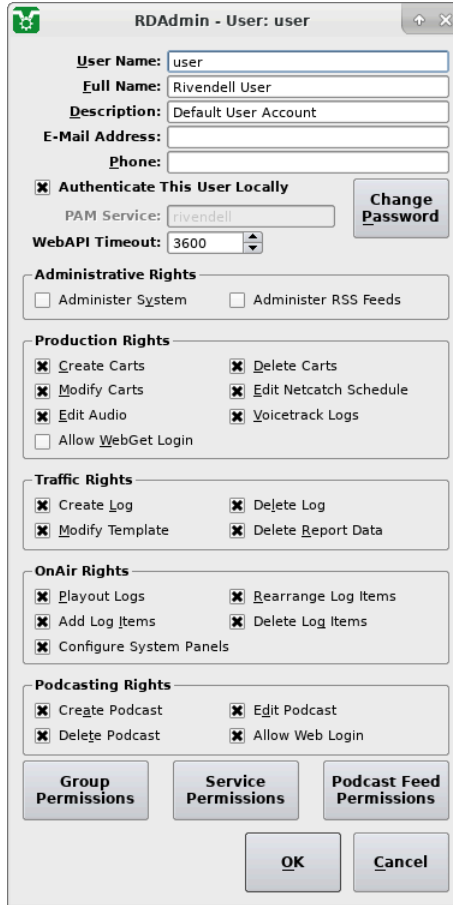 RDAdmin - User: user
User Name: user
Full Name: Rivendell User
Description: Default User Account
E-Mail Address:
Phone:
Authenticate This User Locally
Change Password
PAM Service: rivendell
WebAPI Timeout: 3600
Administrative Rights
Administer System Administer RSS Feeds
Production Rights
Create Carts Delete Carts
Modify Carts Edit Netcatch Schedule
Edit Audio Voicetrack Logs
Allow WebGet Login
Traffic Rights
Create Log Delete Log
Modify Template Delete Report Data
OnAir Rights
Playout Logs Rearrange Log Items
Add Log Items Delete Log Items
Configure System Panels
Podcasting Rights
Create Podcast Edit Podcast
Delete Podcast Allow Web Login
Group Permissions
Service Permissions
Podcast Feed Permissions
OK Cancel